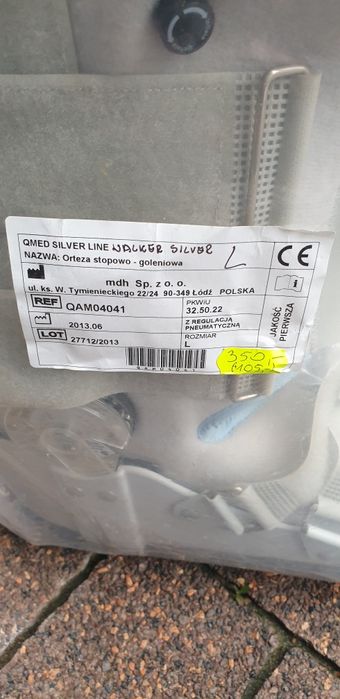 QMED SILVER LINE WALKER SILVER L
NAZWA: Orteza stopowo - goleniowa
CE
mdh Sp. z o. o.
ul. ks. W. Tymienieckiego 22/24 90-349 Łódź POLSKA
REF QAM04041
PKWiU
32.50.22
2013.06
Z REGULACJĄ
PNEUMATYCZNĄ
LOT 27712/2013
ROZMIAR
L
JAKOŚĆ
PIERWSZA
350,-
MOS